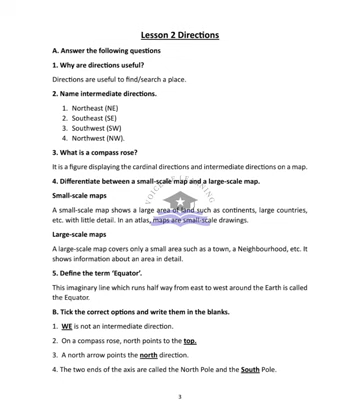 Lesson 2 Directions
A. Answer the following questions
1. Why are directions useful?
Directions are useful to find/search a place.
2. Name intermediate directions.
1. Northeast (NE)
2. Southeast (SE)
3. Southwest (SW)
4. Northwest (NW).
3. What is a compass rose?
It is a figure displaying the cardinal directions and intermediate directions on a map.
4. Differentiate between a small-scale map and a large-scale map.
Small-scale maps
A small-scale map shows a large area of land such as continents, large countries,
etc. with little detail. In an atlas, maps are small-scale drawings.
Large-scale maps
A large-scale map covers only a small area such as a town, a Neighbourhood, etc. It
shows information about an area in detail.
5. Define the term ‘Equator’.
This imaginary line which runs half way from east to west around the Earth is called
the Equator.
B. Tick the correct options and write them in the blanks.
1. WE is not an intermediate direction.
2. On a compass rose, north points to the top.
3. A north arrow points the north direction.
4. The two ends of the axis are called the North Pole and the South Pole.
3